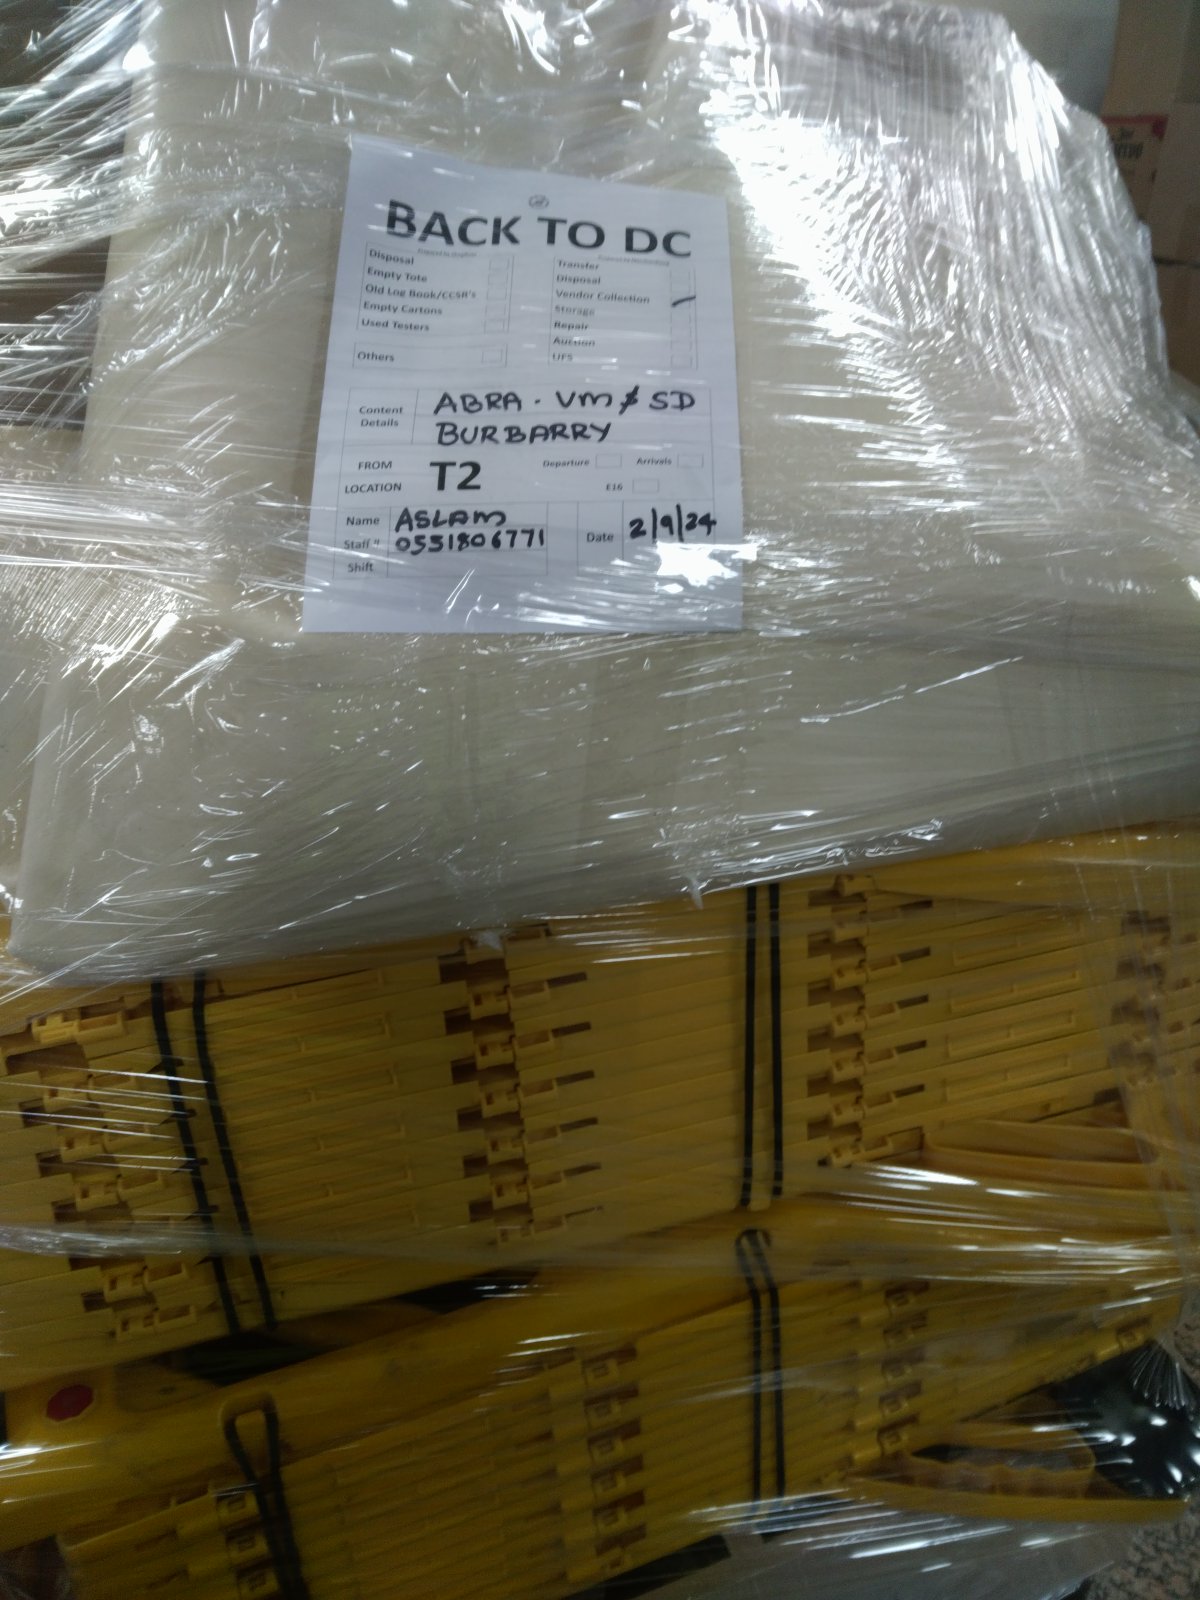 BACK TO DC
Disposal
Empty Tote
Old Log Book/CCSR's
Empty Cartons
Used Testers
Others
Transfer
Disposal
Vendor Collection
Storage
Repair
Auction
UFS
Content Details
ABRA - VM $ SD
BURBARRY
FROM LOCATION
T2
Departure
Arrivals
E16
Name
ASLAM
Staff #
0551806771
Shift
Date
2/9/24